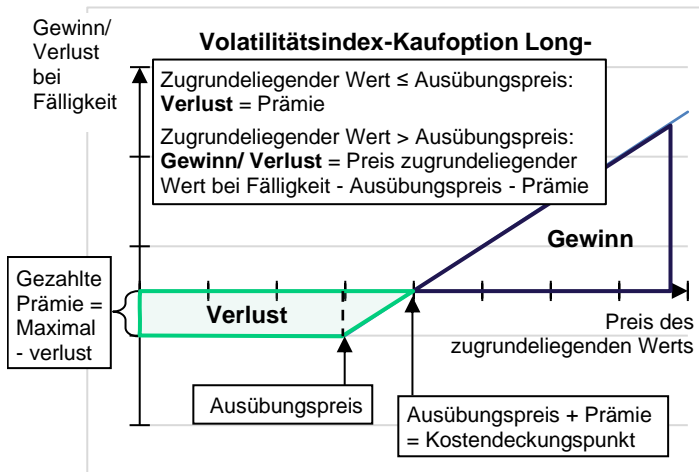 Gewinn/
Verlust
bei
Fälligkeit
Volatilitätsindex-Kaufoption Long-
Zugrundeliegender Wert ≤ Ausübungspreis:
Verlust = Prämie
Zugrundeliegender Wert > Ausübungspreis:
Gewinn/ Verlust = Preis zugrundeliegender
Wert bei Fälligkeit - Ausübungspreis - Prämie
Gewinn
Gezahlte
Prämie =
Maximal
- verlust
Verlust
Preis des
zugrundeliegenden Werts
Ausübungspreis
Ausübungspreis + Prämie
= Kostendeckungspunkt